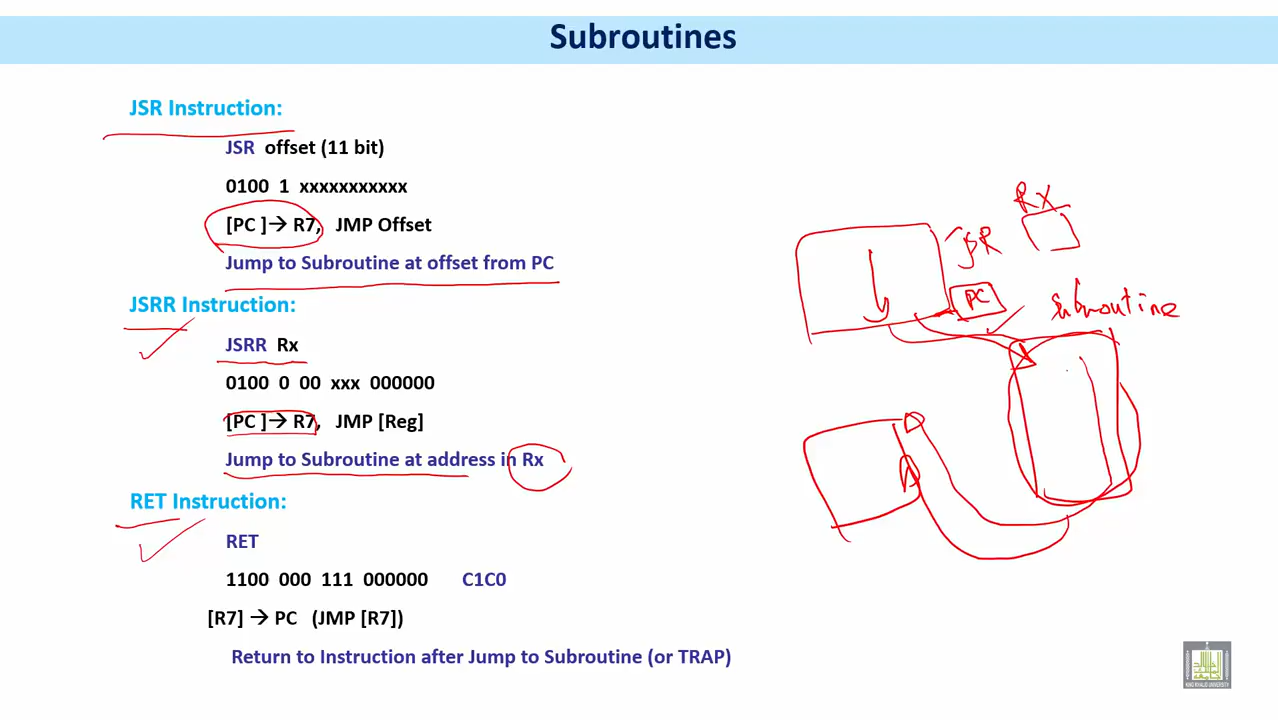 Subroutines
JSR Instruction:
JSR offset (11 bit)
0100 1 xxxxxxxxxxx
[PC ]→ R7, JMP Offset
Jump to Subroutine at offset from PC
JSRR Instruction:
JSRR Rx
0100 0 00 xxx 000000
[PC ]→ R7, JMP [Reg]
Jump to Subroutine at address in Rx
RET Instruction:
RET
1100 000 111 000000 C1C0
[R7] → PC (JMP [R7])
Return to Instruction after Jump to Subroutine (or TRAP)
RX
JSR
PC
Subroutine
KING KHALID UNIVERSITY